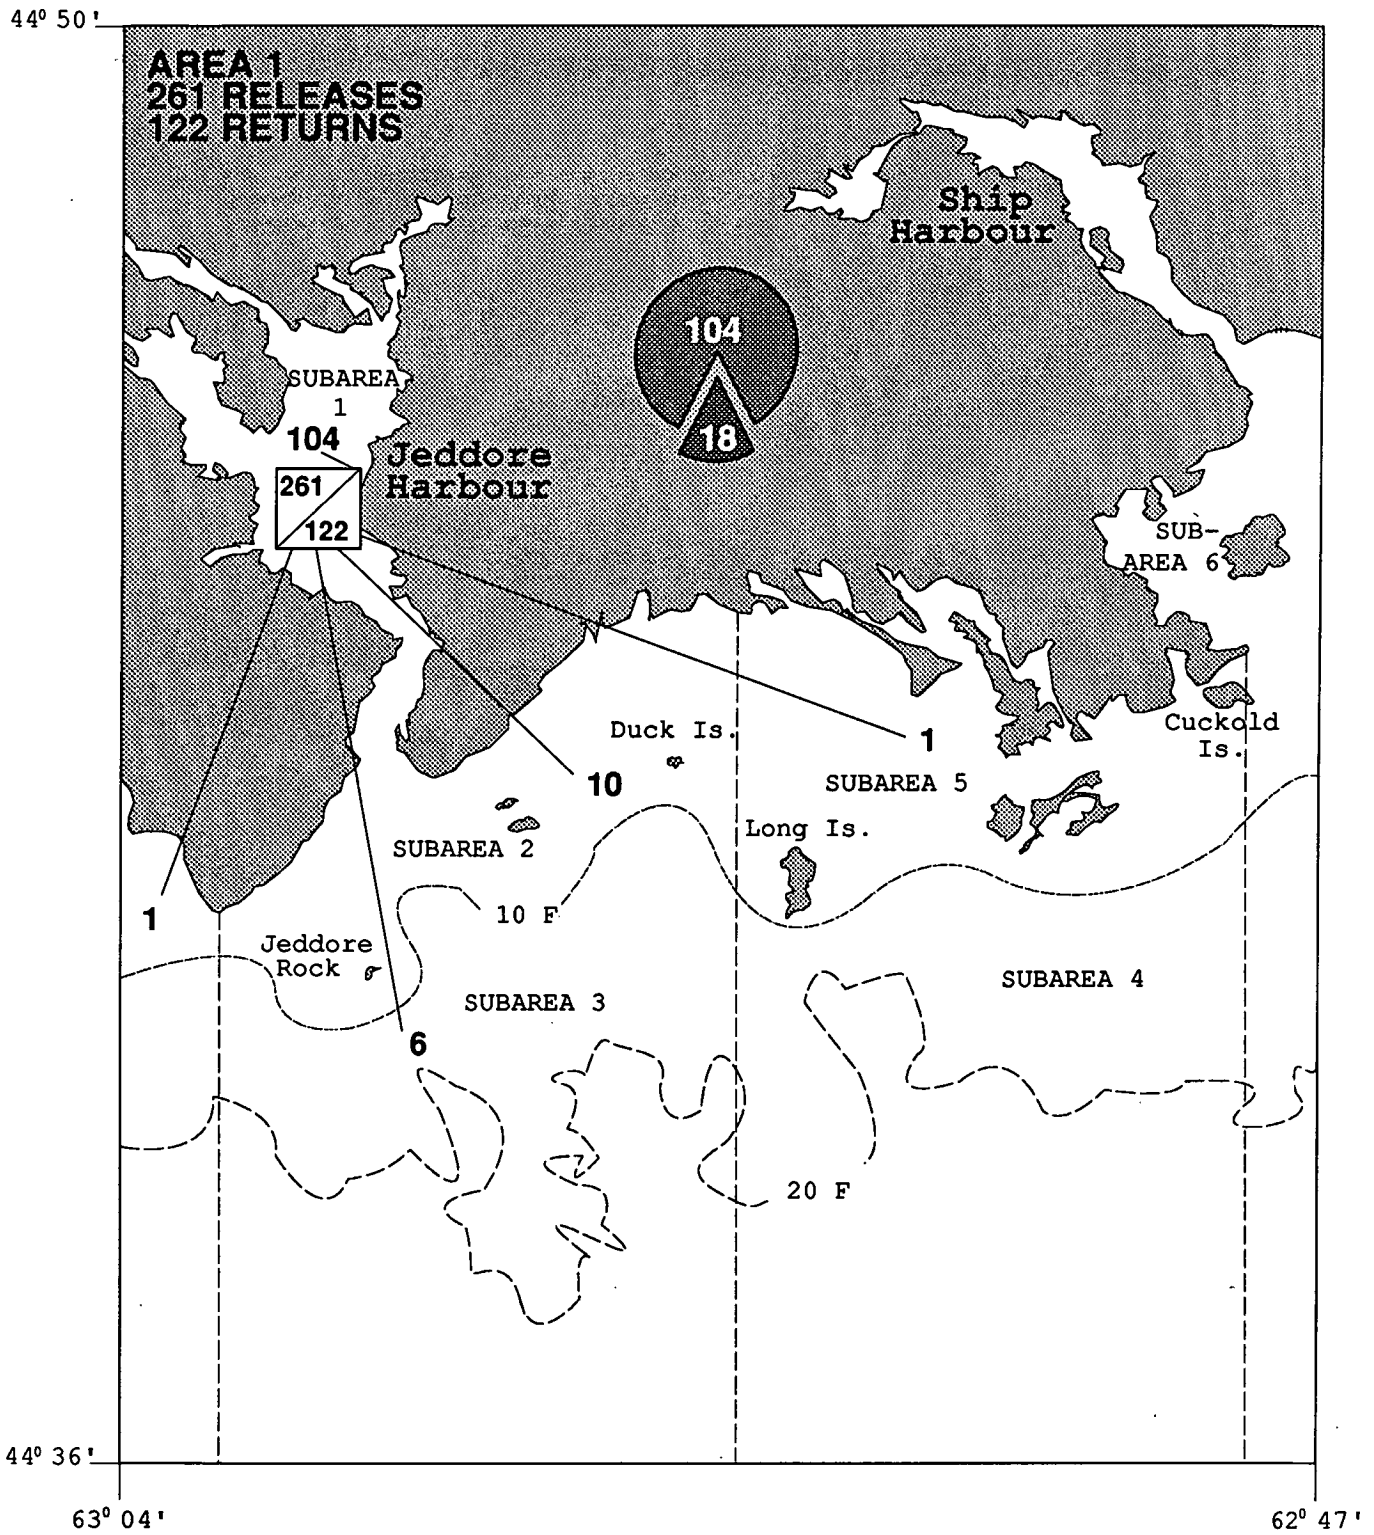 44° 50'
AREA 1
261 RELEASES
122 RETURNS
Ship
Harbour
104
18
SUBAREA
1
104
261
122
Jeddore
Harbour
SUB-
AREA 6
Duck Is.
1
Cuckold
Is.
10
SUBAREA 5
Long Is.
SUBAREA 2
10 F
1
Jeddore
Rock
SUBAREA 4
SUBAREA 3
6
20 F
44° 36'
63° 04'
62° 47'